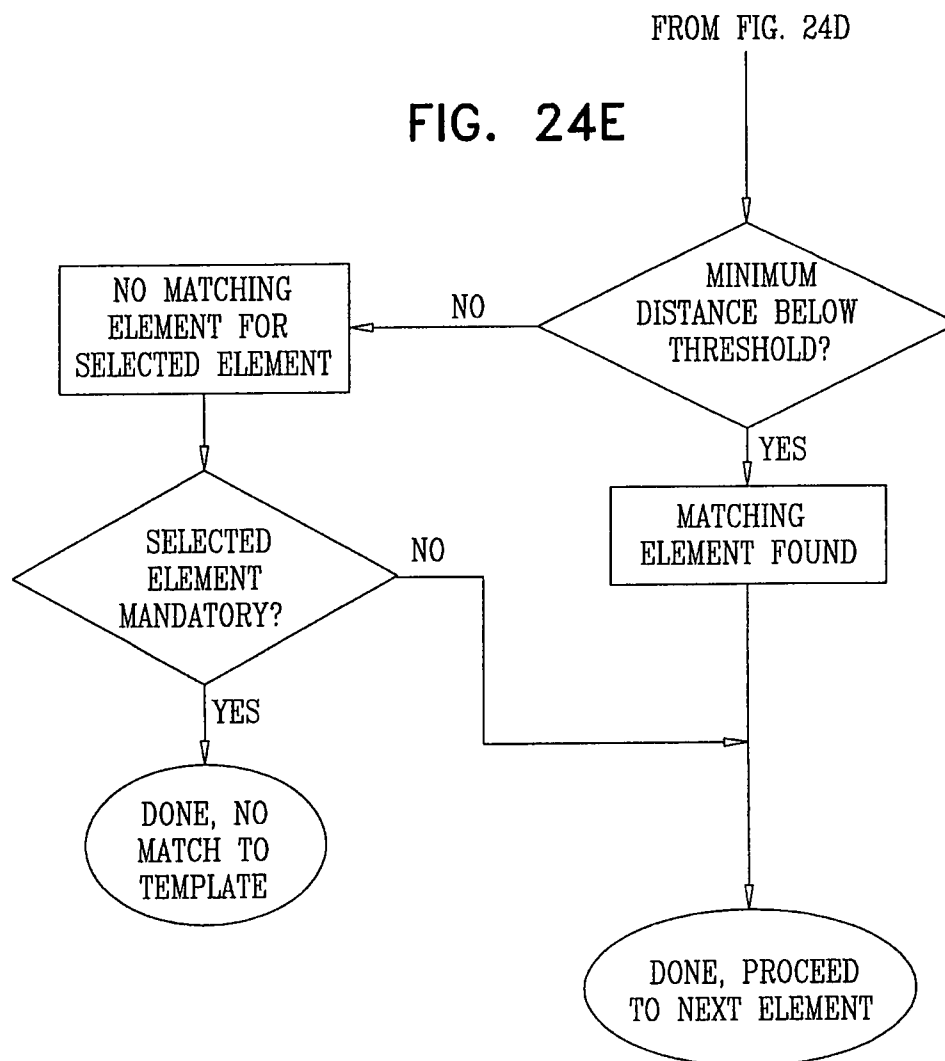 FROM FIG. 24D
FIG. 24E
MINIMUM
DISTANCE BELOW
THRESHOLD?
NO
NO MATCHING
ELEMENT FOR
SELECTED ELEMENT
YES
MATCHING
ELEMENT FOUND
SELECTED
ELEMENT
MANDATORY?
NO
YES
DONE, NO
MATCH TO
TEMPLATE
DONE, PROCEED
TO NEXT ELEMENT